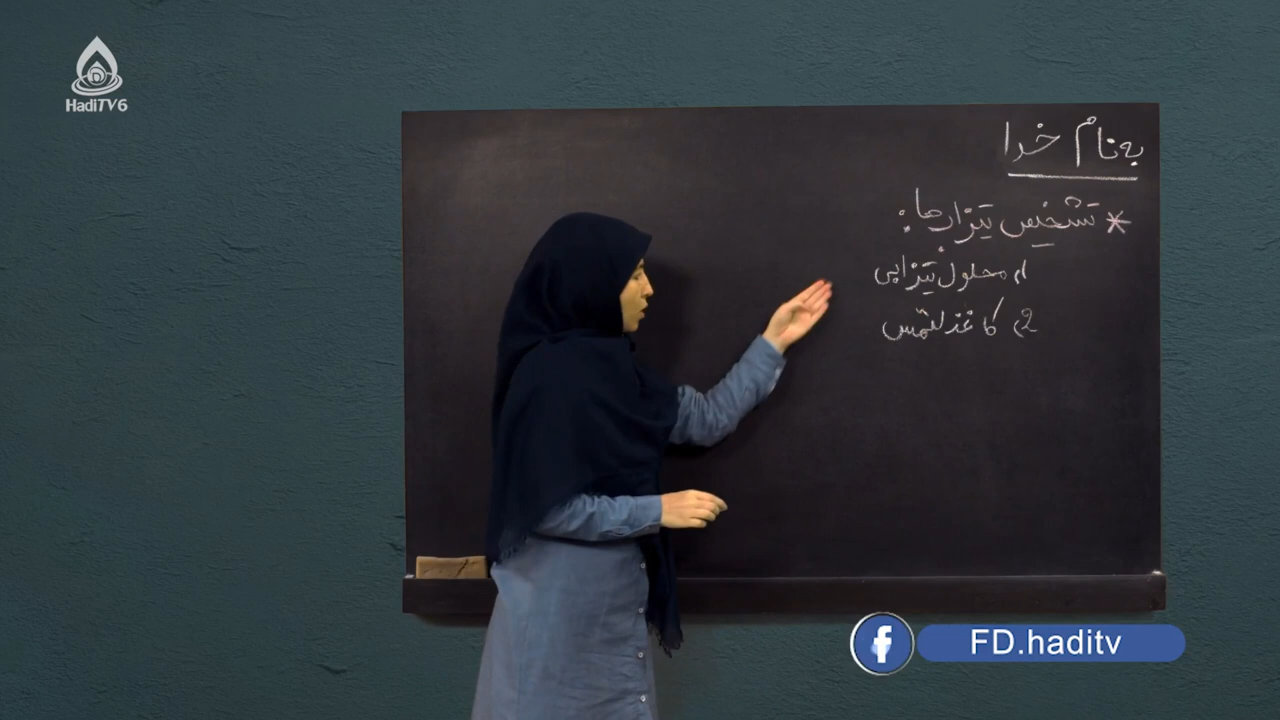 HadiTV6
به نام خدا
* تشخیص تیزاب‌ها:
۱) محلول تیزابی
۲) کاغذ لتمس
FD.haditv